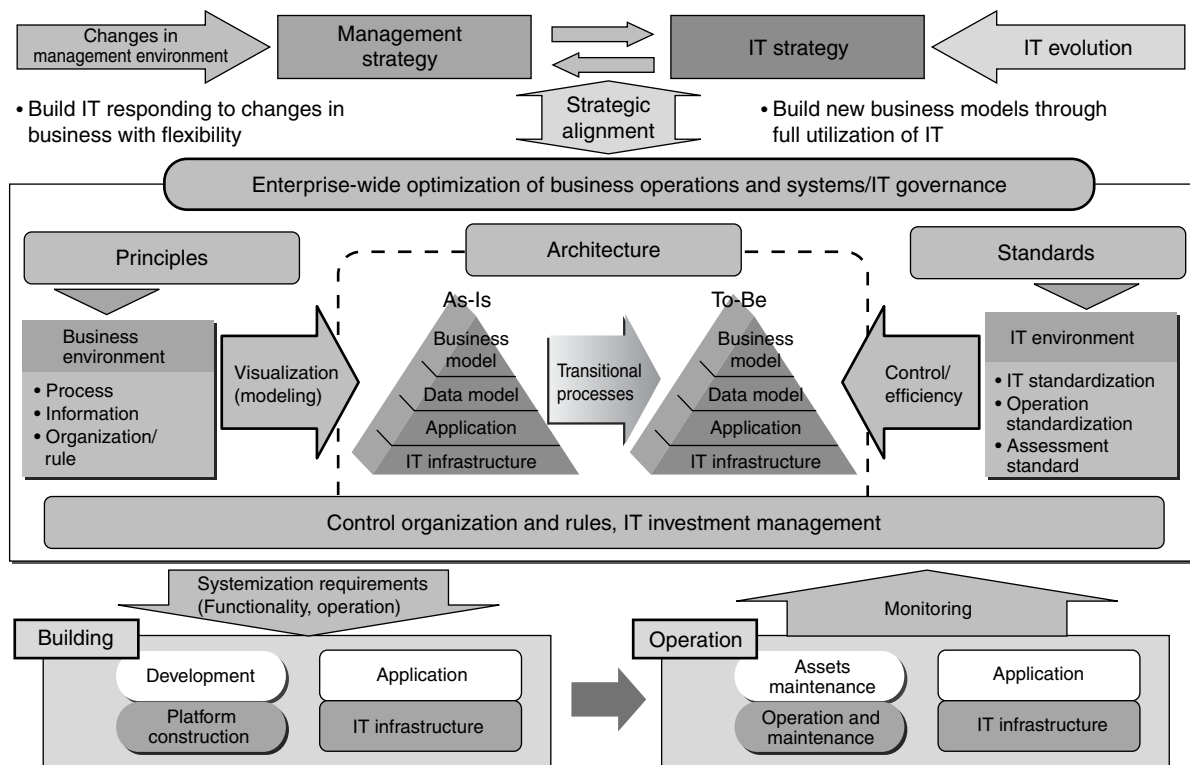 Changes in
management environment
Management
strategy
IT strategy
IT evolution
• Build IT responding to changes in
business with flexibility
Strategic
alignment
• Build new business models through
full utilization of IT
Enterprise-wide optimization of business operations and systems/IT governance
Principles
Architecture
Standards
Business
environment
• Process
• Information
• Organization/
rule
Visualization
(modeling)
As-Is
Business
model
Data model
Application
IT infrastructure
Transitional
processes
To-Be
Business
model
Data model
Application
IT infrastructure
Control/
efficiency
IT environment
• IT standardization
• Operation
standardization
• Assessment
standard
Control organization and rules, IT investment management
Systemization requirements
(Functionality, operation)
Monitoring
Building
Development
Application
Platform
construction
IT infrastructure
Operation
Assets
maintenance
Application
Operation and
maintenance
IT infrastructure